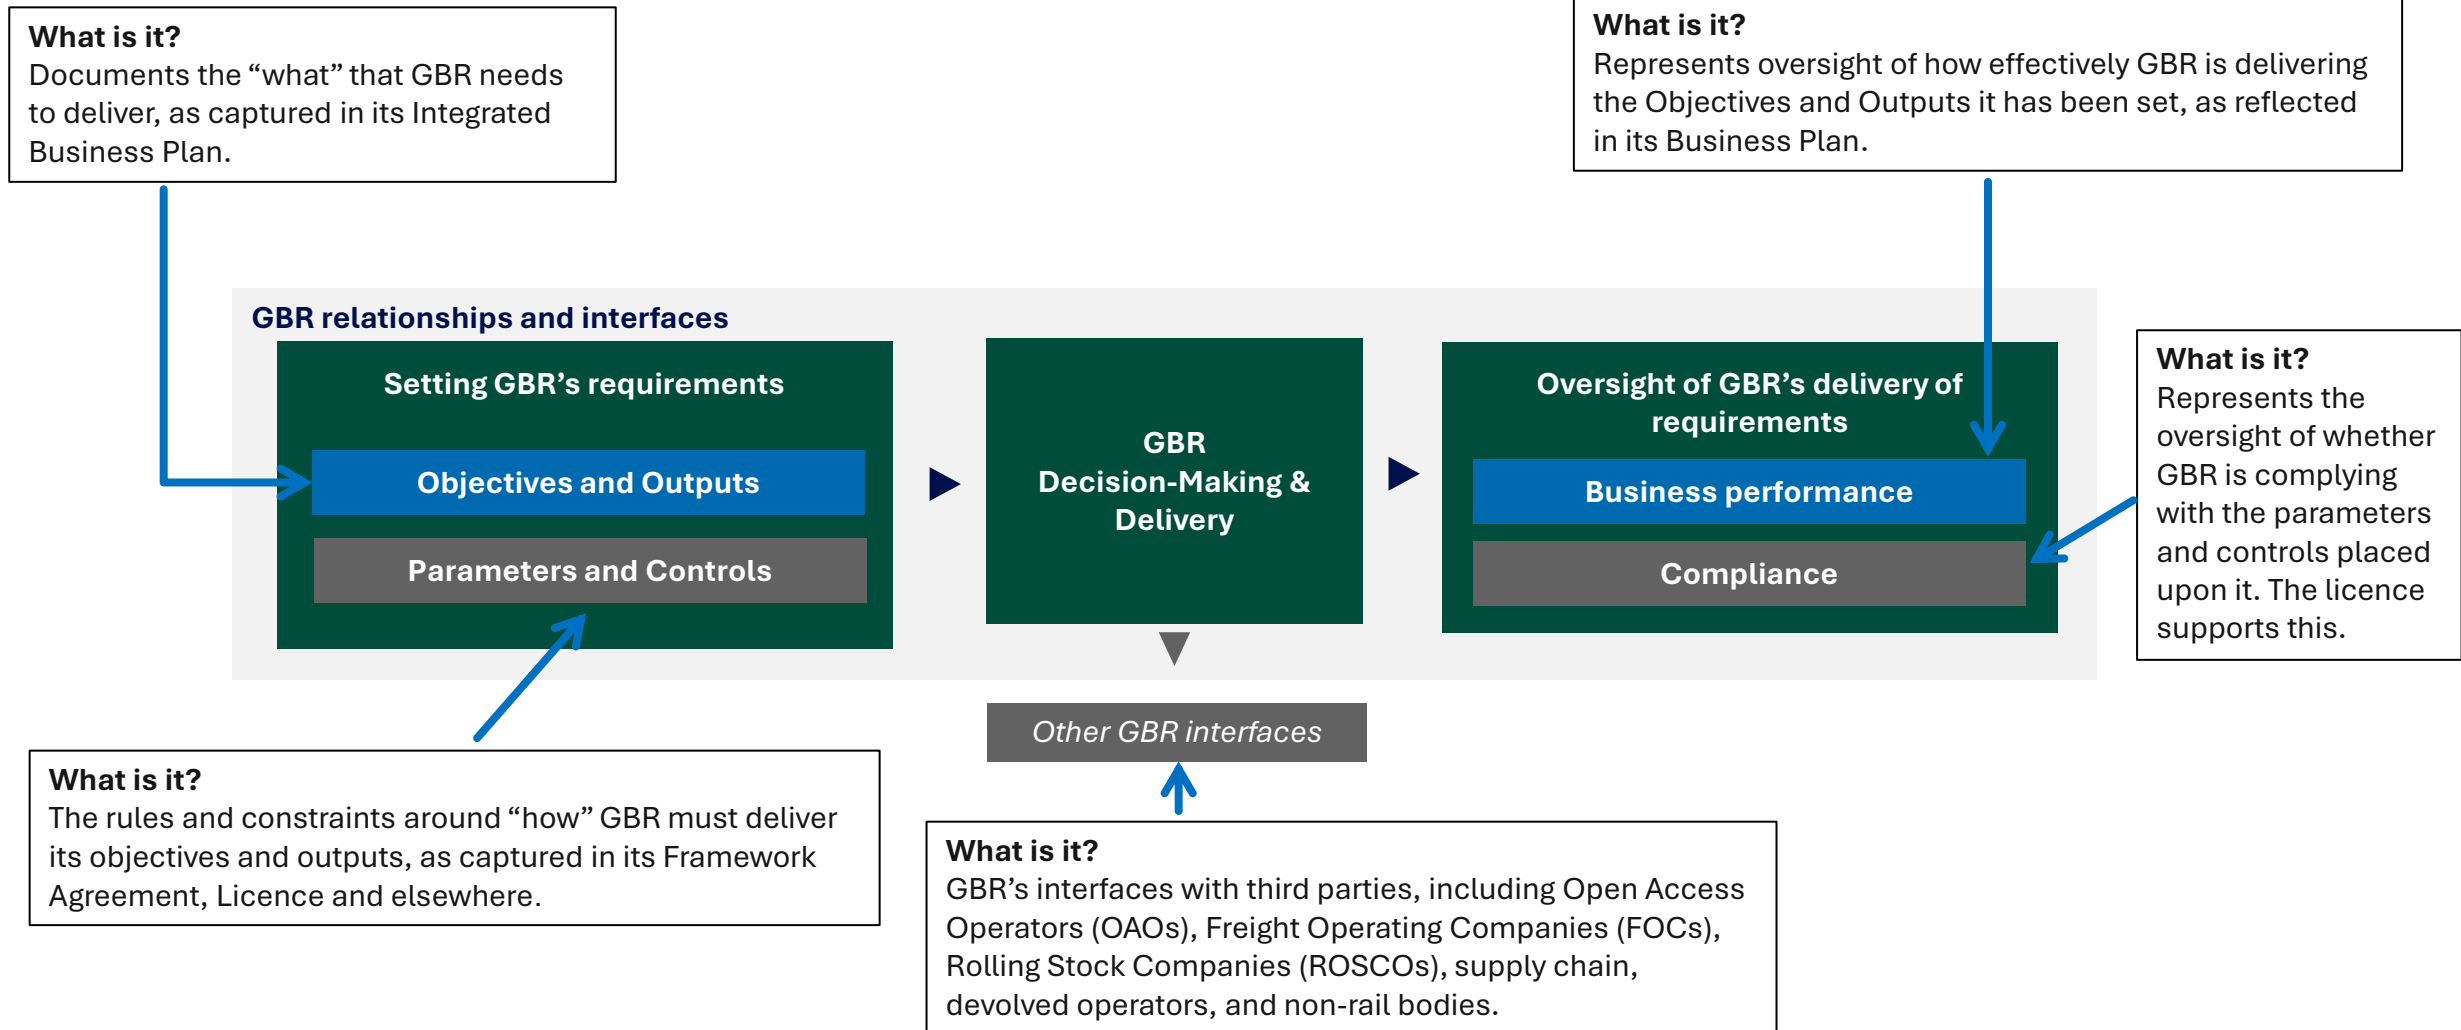 What is it?
Documents the “what” that GBR needs
to deliver, as captured in its Integrated
Business Plan.
What is it?
Represents oversight of how effectively GBR is delivering
the Objectives and Outputs it has been set, as reflected
in its Business Plan.
GBR relationships and interfaces
Setting GBR’s requirements
Objectives and Outputs
Parameters and Controls
GBR
Decision-Making &
Delivery
Oversight of GBR’s delivery of
requirements
Business performance
Compliance
What is it?
Represents the
oversight of whether
GBR is complying
with the parameters
and controls placed
upon it. The licence
supports this.
Other GBR interfaces
What is it?
The rules and constraints around “how” GBR must deliver
its objectives and outputs, as captured in its Framework
Agreement, Licence and elsewhere.
What is it?
GBR’s interfaces with third parties, including Open Access
Operators (OAOs), Freight Operating Companies (FOCs),
Rolling Stock Companies (ROSCOs), supply chain,
devolved operators, and non-rail bodies.